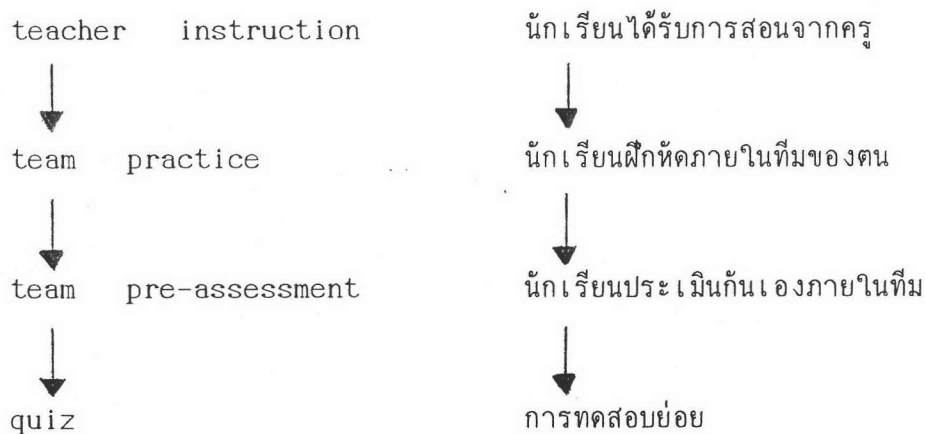 teacher instruction นักเรียนได้รับการสอนจากครู
team practice นักเรียนฝึกหัดภายในทีมของตน
team pre-assessment นักเรียนประเมินกันเองภายในทีม
quiz การทดสอบย่อย